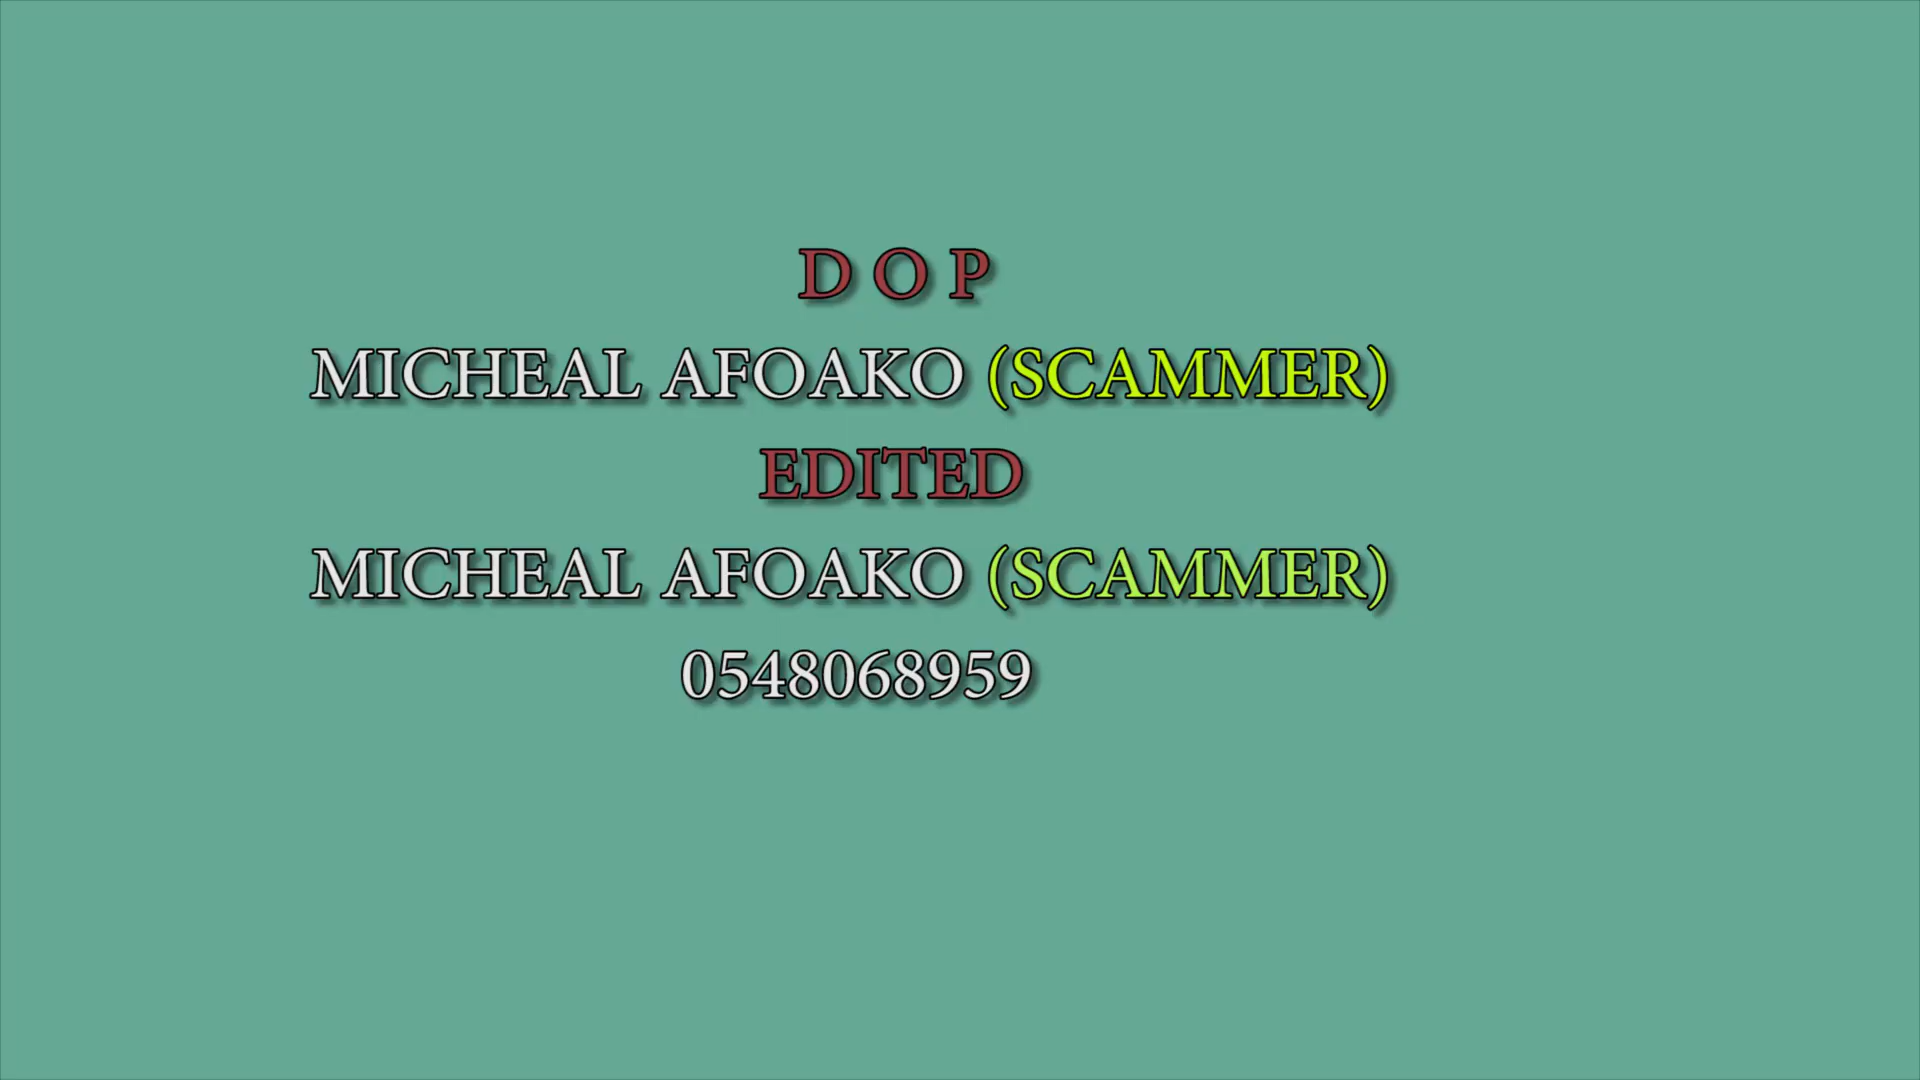 D O P
MICHEAL AFOAKO (SCAMMER)
EDITED
MICHEAL AFOAKO (SCAMMER)
0548068959